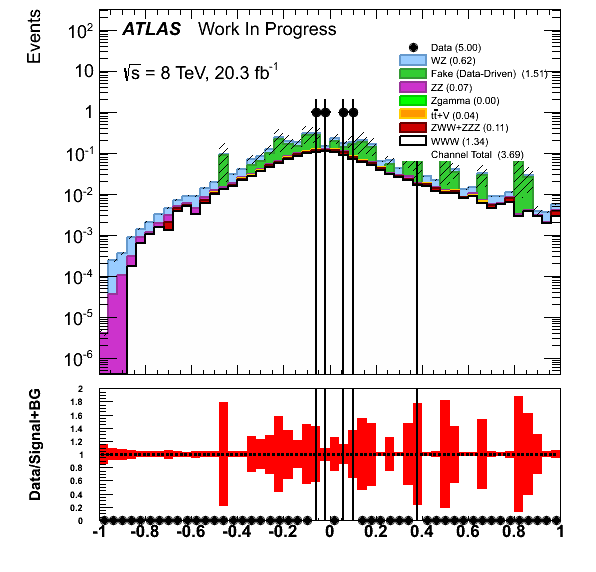 Events
ATLAS Work In Progress
√s = 8 TeV, 20.3 fb⁻¹
Data (5.00)
WZ (0.62)
Fake (Data-Driven) (1.51)
ZZ (0.07)
Zgamma (0.00)
tt̄+V (0.04)
ZWW+ZZZ (0.11)
WWW (1.34)
Channel Total (3.69)
10²
10
1
10⁻¹
10⁻²
10⁻³
10⁻⁴
10⁻⁵
10⁻⁶
Data/Signal+BG
2
1.8
1.6
1.4
1.2
1
0.8
0.6
0.4
0.2
0
-1 -0.8 -0.6 -0.4 -0.2 0 0.2 0.4 0.6 0.8 1